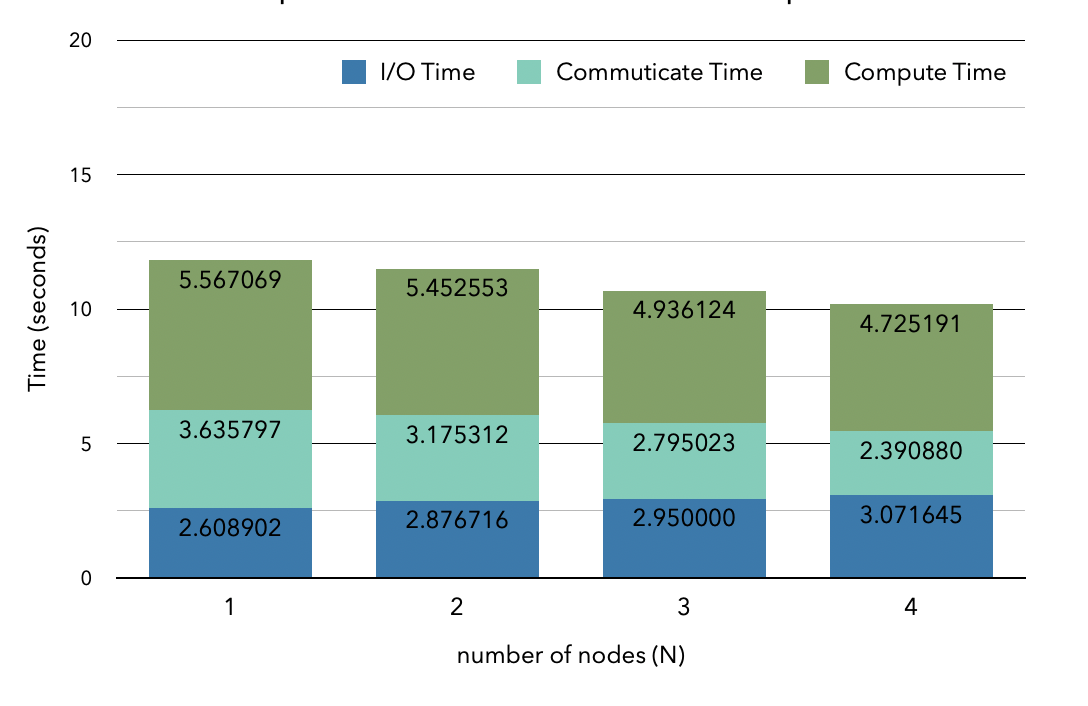 20
I/O Time Commuticate Time Compute Time
15
Time (seconds)
10
5
0
5.567069 5.452553 4.936124 4.725191
3.635797 3.175312 2.795023 2.390880
2.608902 2.876716 2.950000 3.071645
1 2 3 4
number of nodes (N)